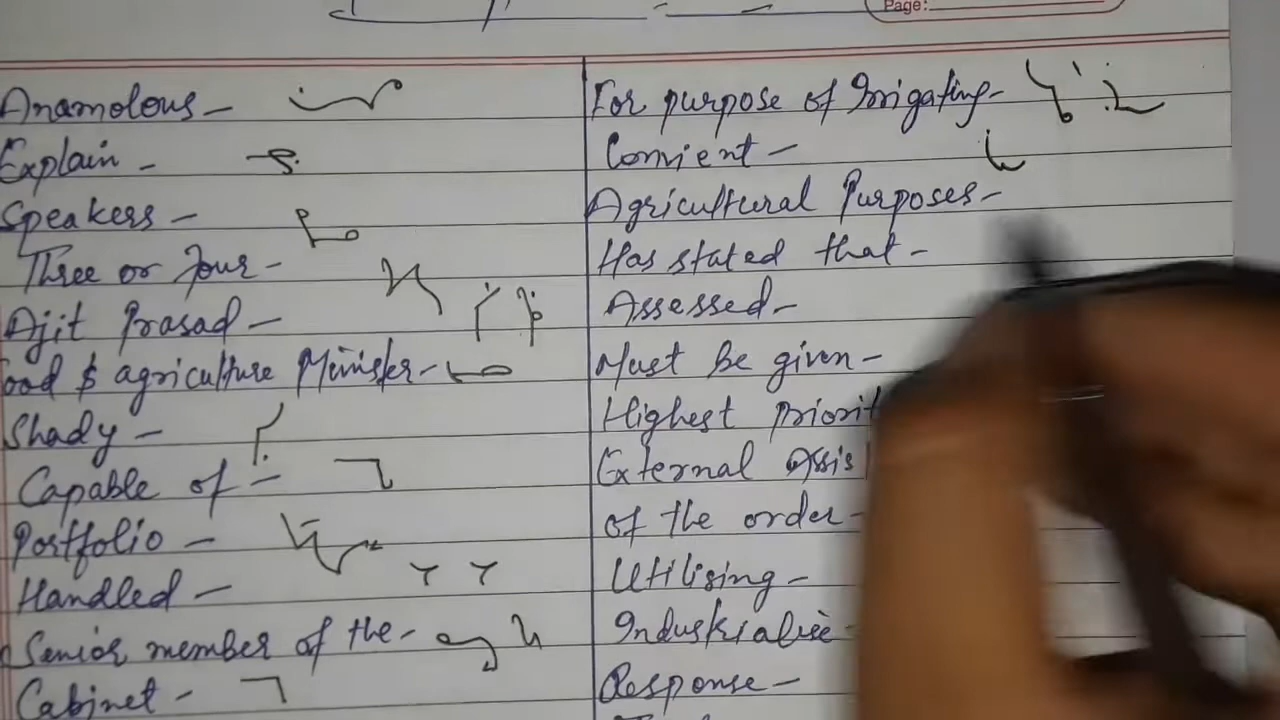 Page:
Anamolous -
Explain -
Speakers -
Three or Four -
Ajit Prasad -
ood & agriculture Minister -
Shady -
Capable of -
Portfolio -
Handled -
Senior member of the -
Cabinet -
For purpose of Irrigating -
Convient -
Agricultural Purposes -
Has stated that -
Assessed -
Must be given -
Highest priorit
External assis
of the order -
Utilising -
Industrialise -
Response -